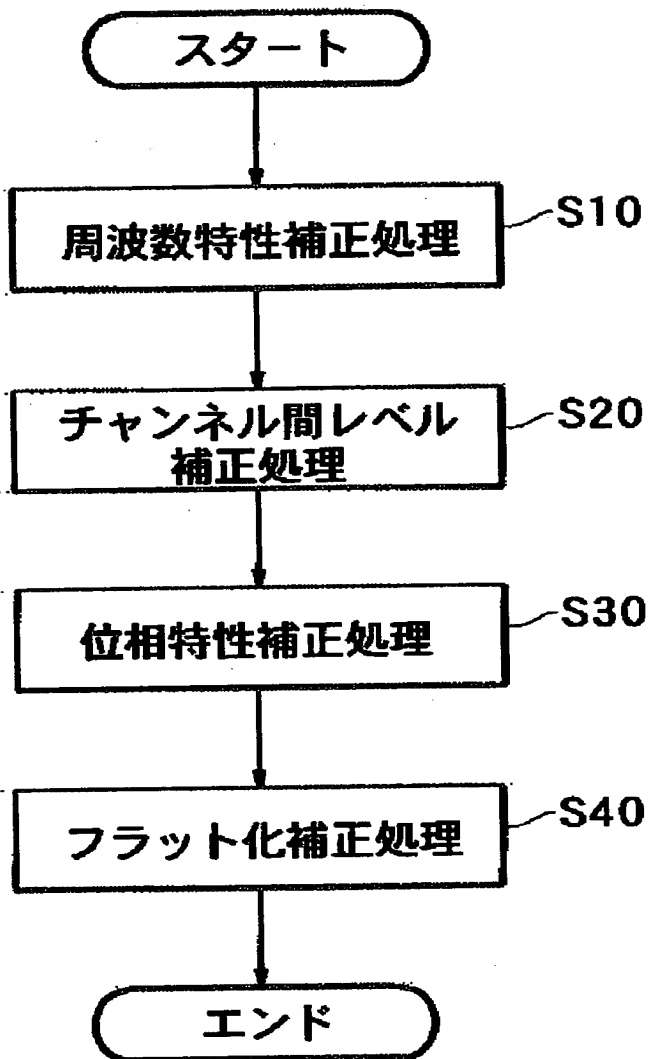 スタート
周波数特性補正処理
S10
チャンネル間レベル
補正処理
S20
位相特性補正処理
S30
フラット化補正処理
S40
エンド